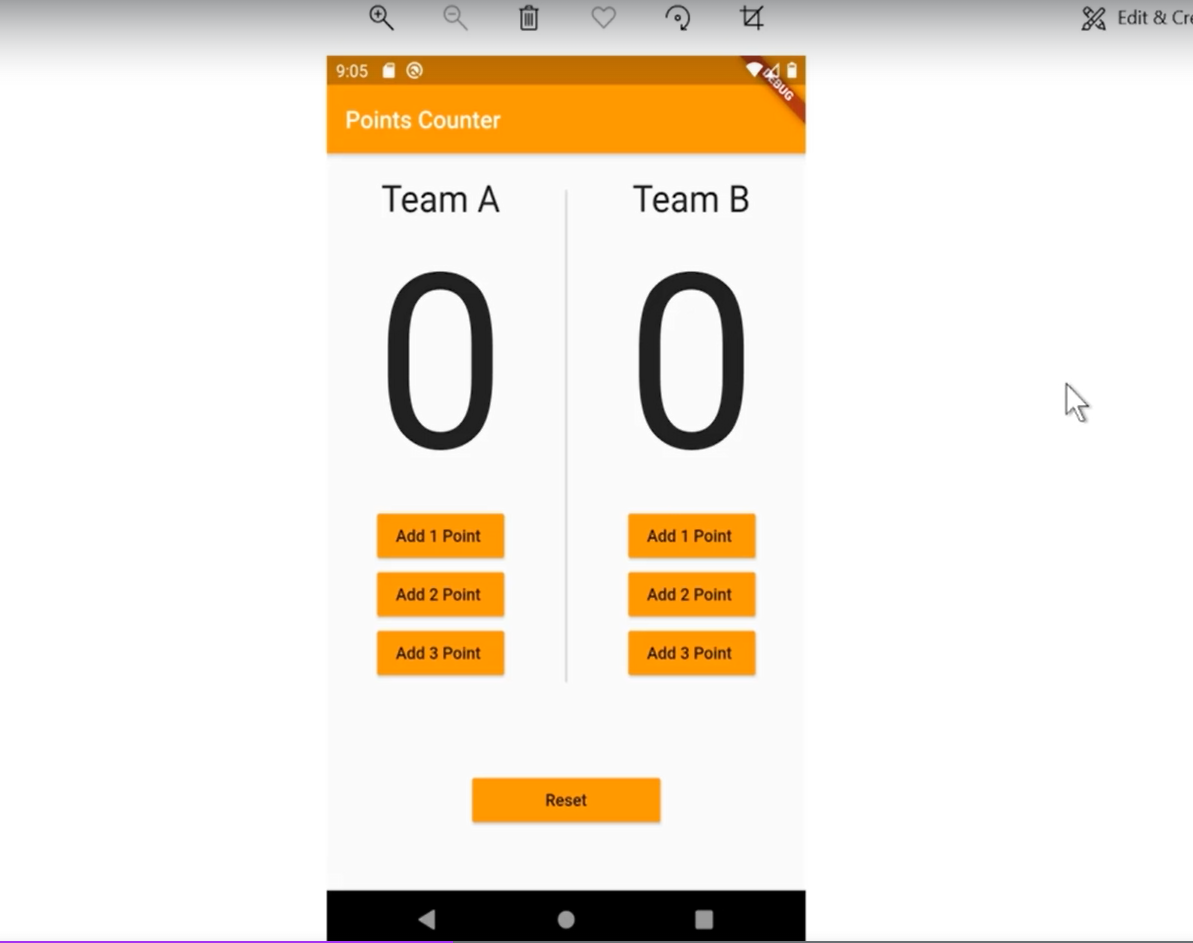 Edit & Cre
9:05
DEBUG
Points Counter
Team A
Team B
0
0
Add 1 Point
Add 1 Point
Add 2 Point
Add 2 Point
Add 3 Point
Add 3 Point
Reset